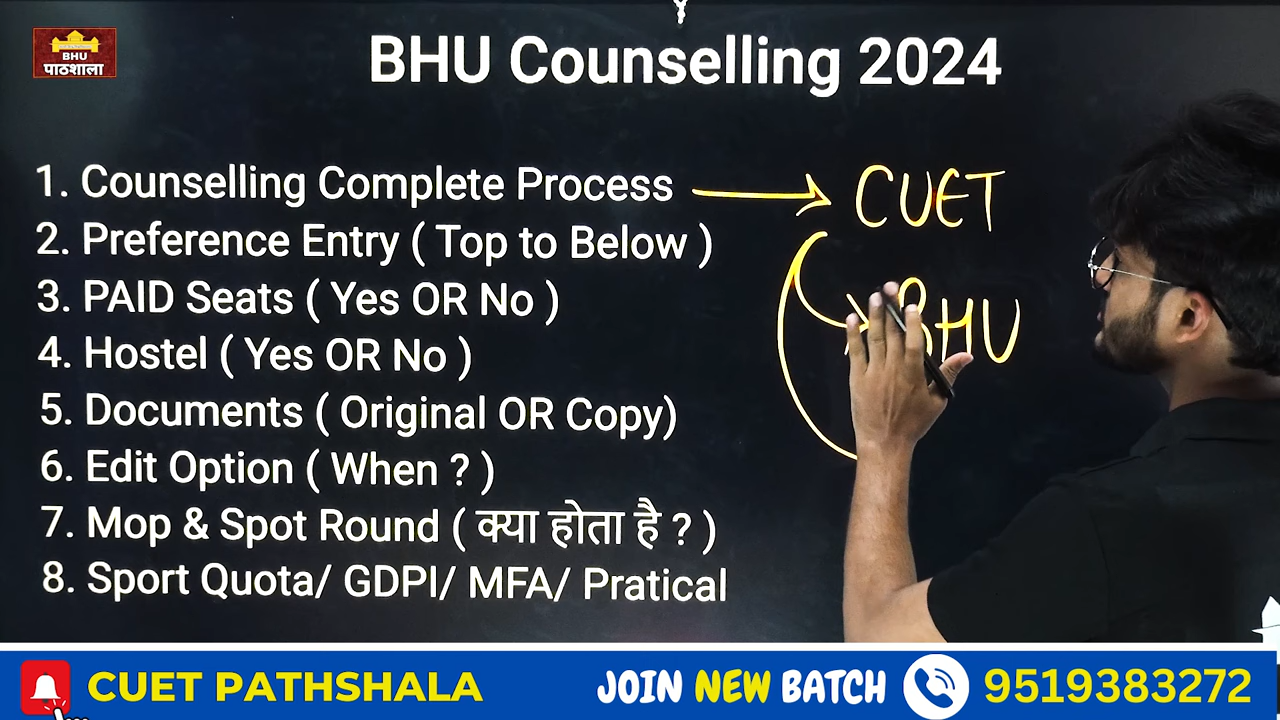 BHU
पाठशाला
BHU Counselling 2024
1. Counselling Complete Process
CUET
2. Preference Entry ( Top to Below )
3. PAID Seats ( Yes OR No )
BHU
4. Hostel ( Yes OR No )
5. Documents ( Original OR Copy)
6. Edit Option ( When ? )
7. Mop & Spot Round ( क्या होता है ? )
8. Sport Quota/ GDPI/ MFA/ Pratical
CUET PATHSHALA
JOIN NEW BATCH
9519383272